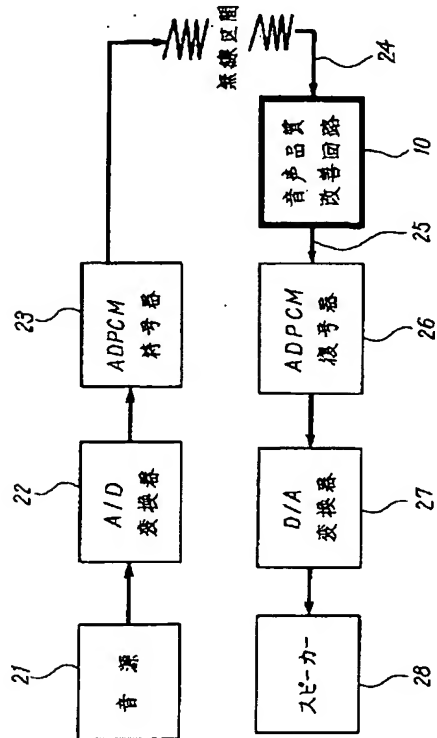 21
音源
22
A/D
変換器
23
ADPCM
符号器
無線区間
24
音声品質
改善回路
10
25
ADPCM
復号器
26
D/A
変換器
27
スピーカー
28